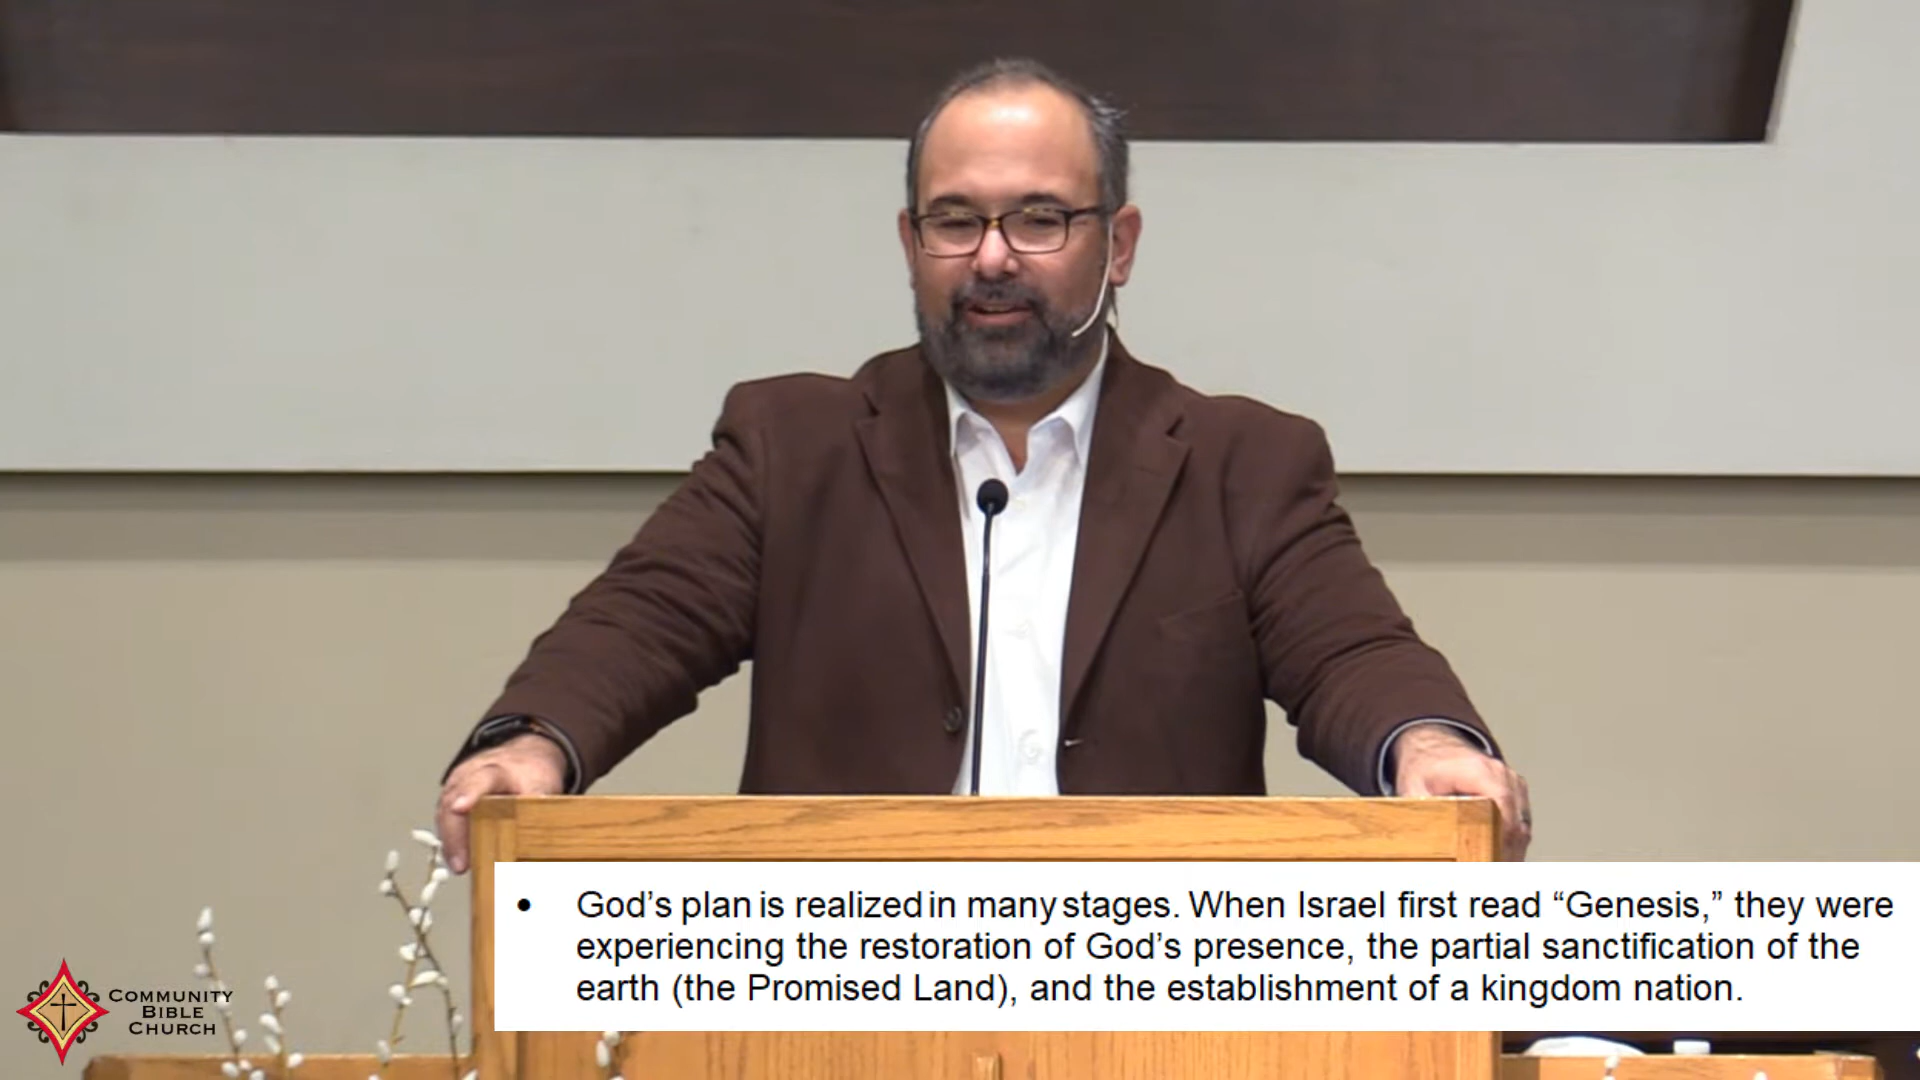 • God’s plan is realized in many stages. When Israel first read “Genesis,” they were
experiencing the restoration of God’s presence, the partial sanctification of the
earth (the Promised Land), and the establishment of a kingdom nation.
COMMUNITY
BIBLE
CHURCH